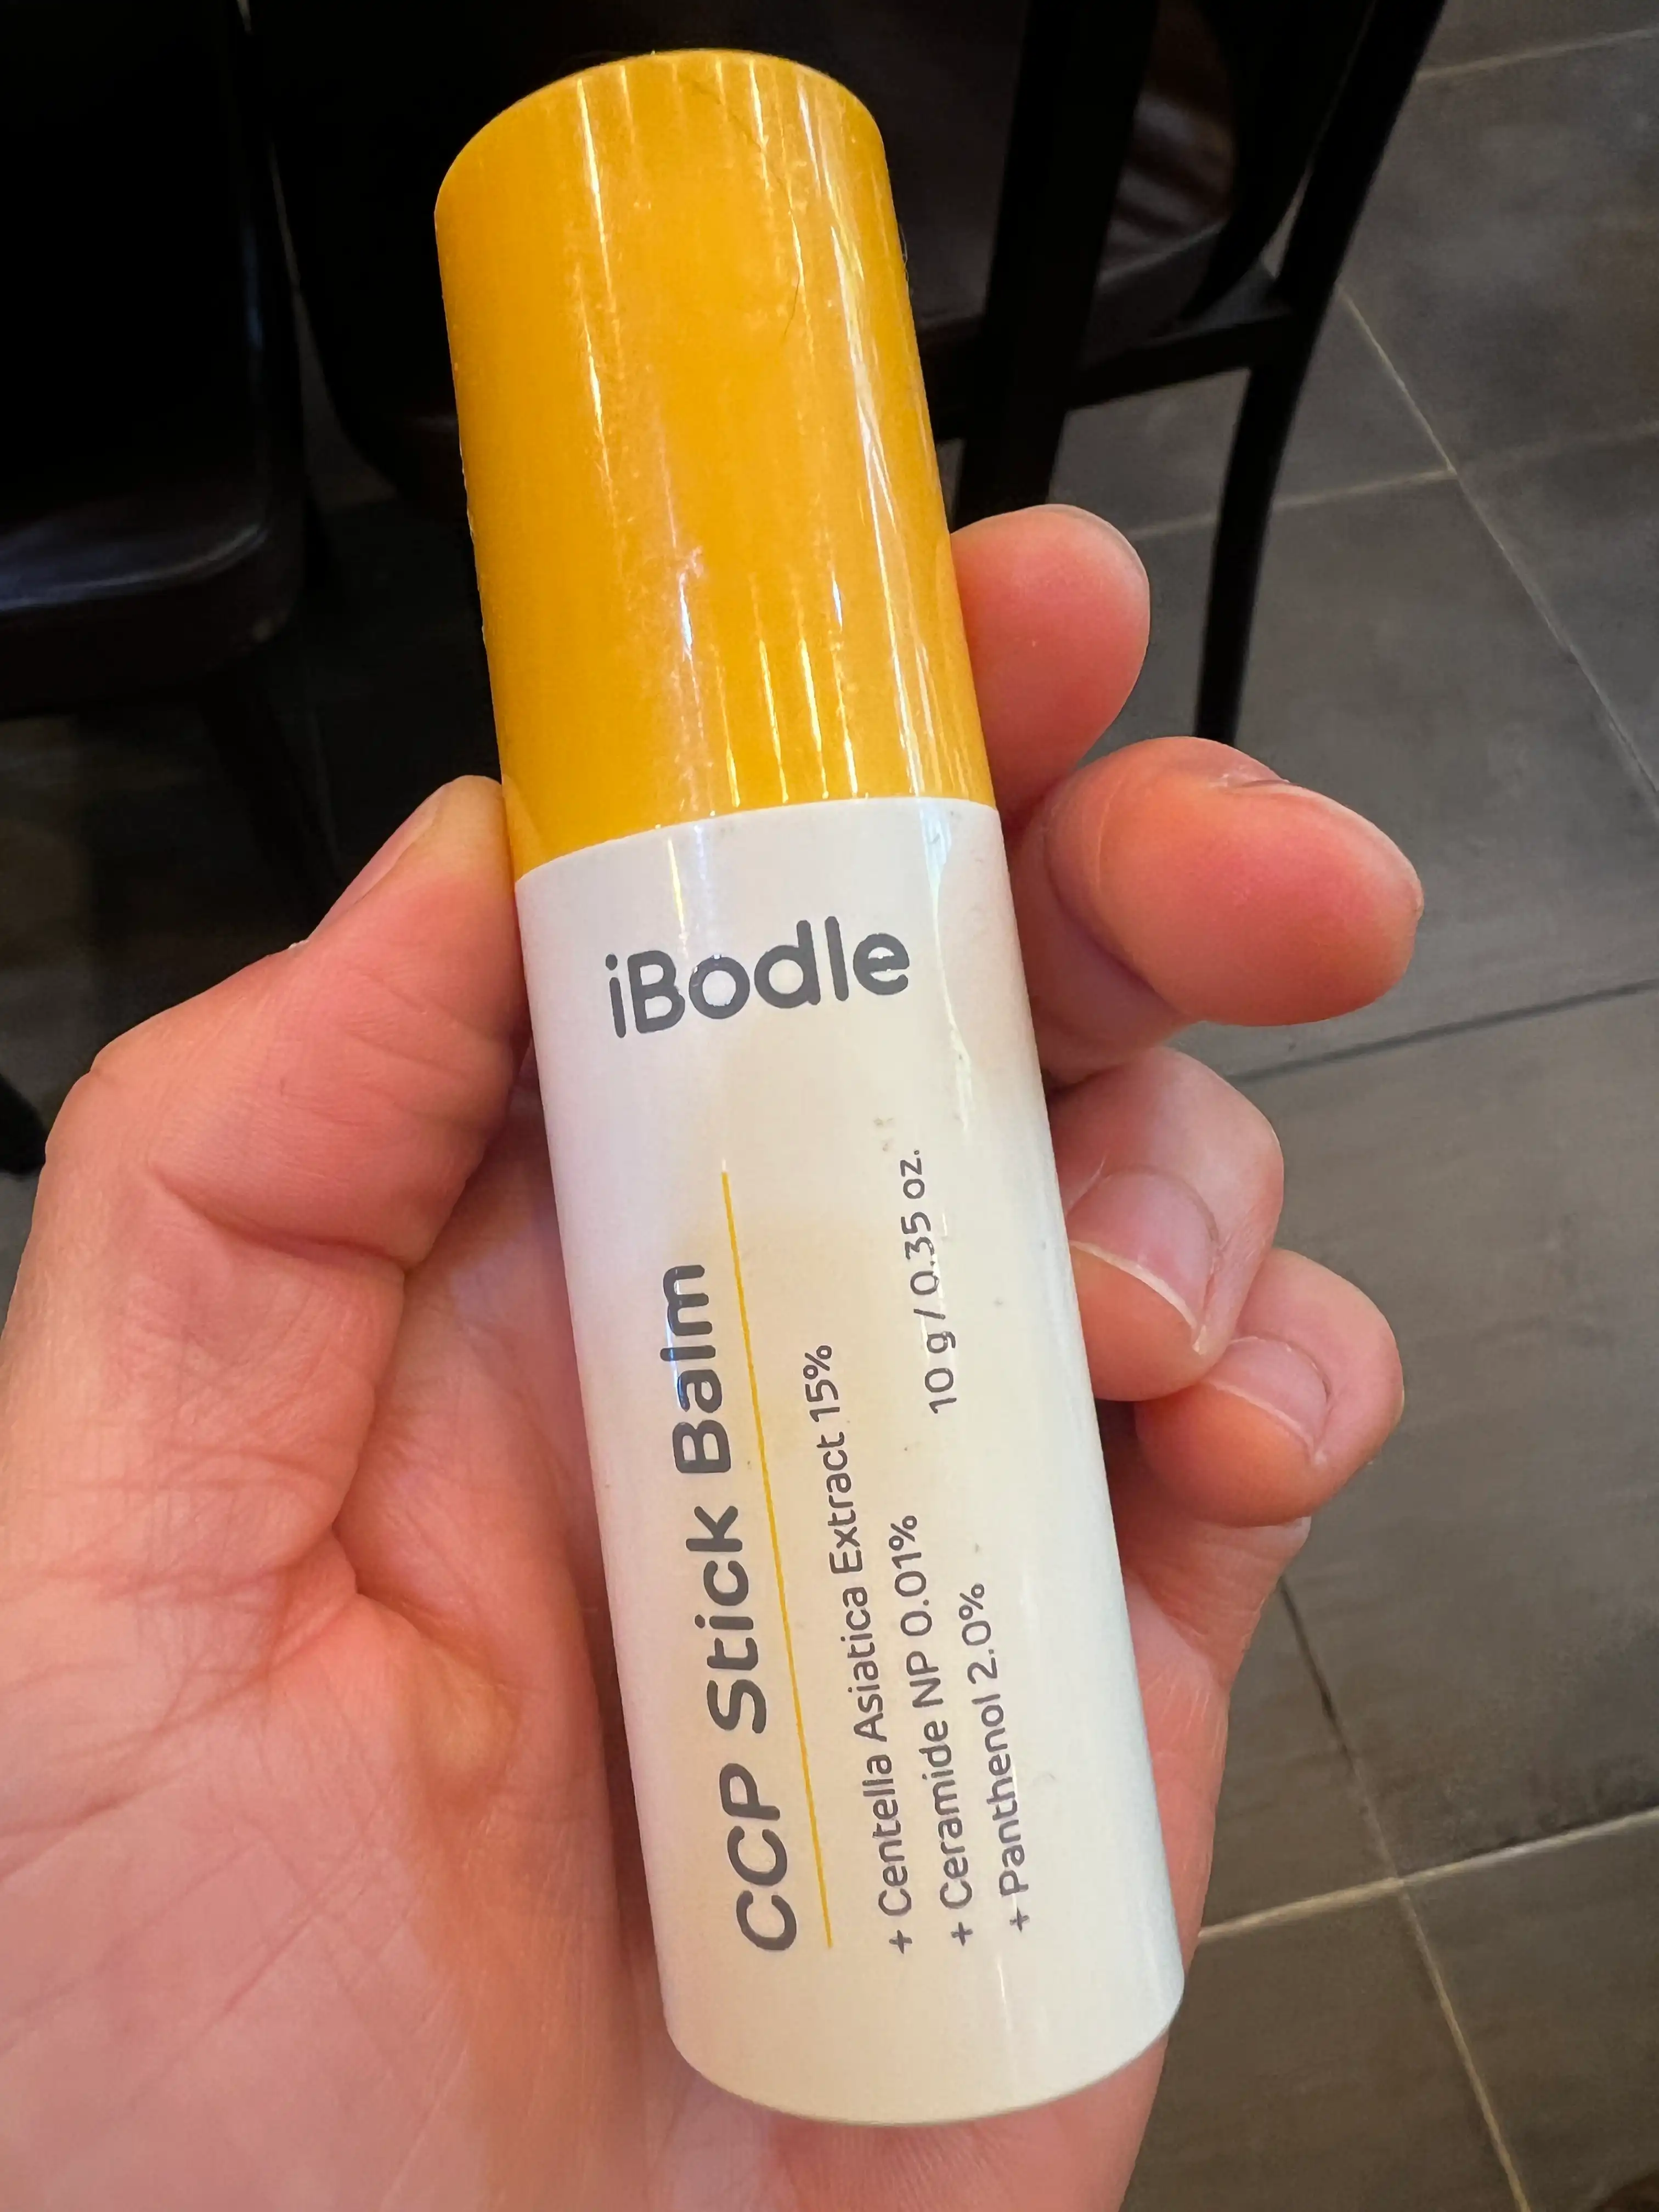 iBodle
CCP Stick Balm
+ Centella Asiatica Extract 15%
+ Ceramide NP 0.01%
+ Panthenol 2.0%
10 g / 0.35 oz.